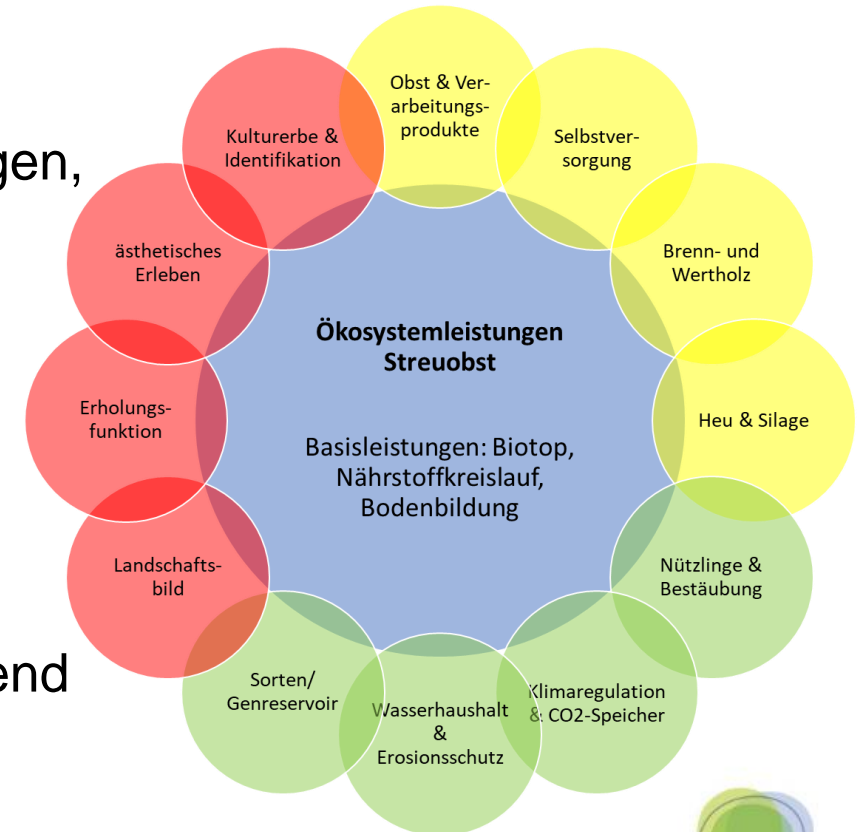 gen,
end
Obst & Ver-
arbeitungs-
produkte
Selbstver-
sorgung
Brenn- und
Wertholz
Heu & Silage
Nützlinge &
Bestäubung
Klimaregulation
& CO2-Speicher
Wasserhaushalt
&
Erosionsschutz
Sorten/
Genreservoir
Landschafts-
bild
Erholungs-
funktion
ästhetisches
Erleben
Kulturerbe &
Identifikation
Ökosystemleistungen
Streuobst
Basisleistungen: Biotop,
Nährstoffkreislauf,
Bodenbildung